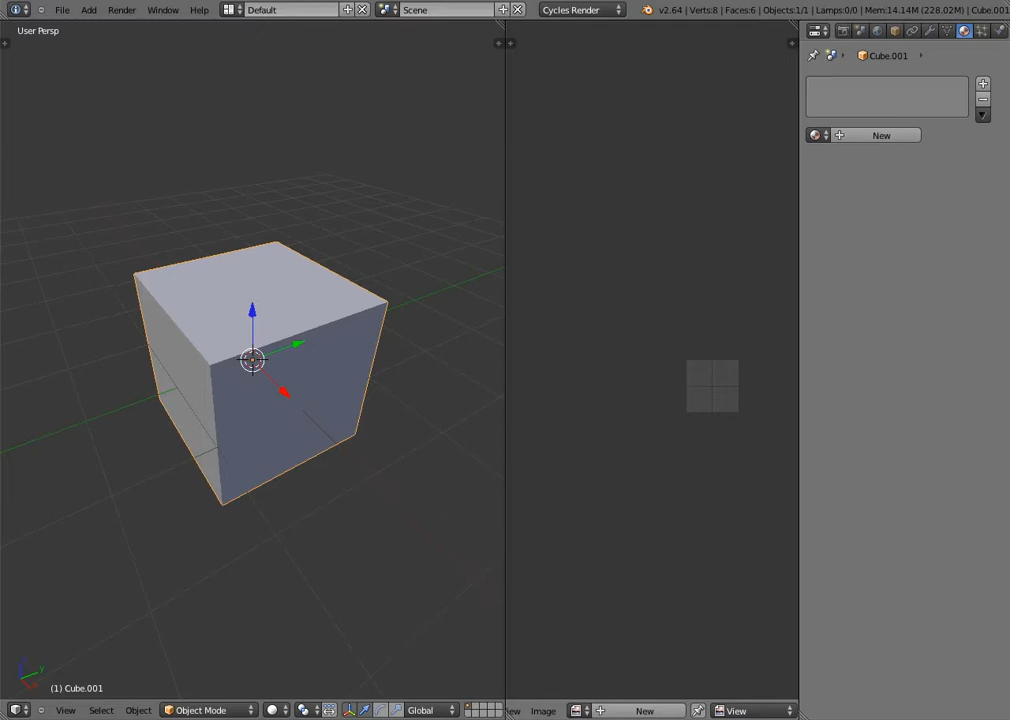 File Add Render Window Help Default Scene Cycles Render v2.64 | Verts:8 | Faces:6 | Objects:1/1 | Lamps:0/0 | Mem:14.14M (228.02M) | Cube.001
User Persp
Cube.001
New
(1) Cube.001
View Select Object Object Mode Global ew Image New View